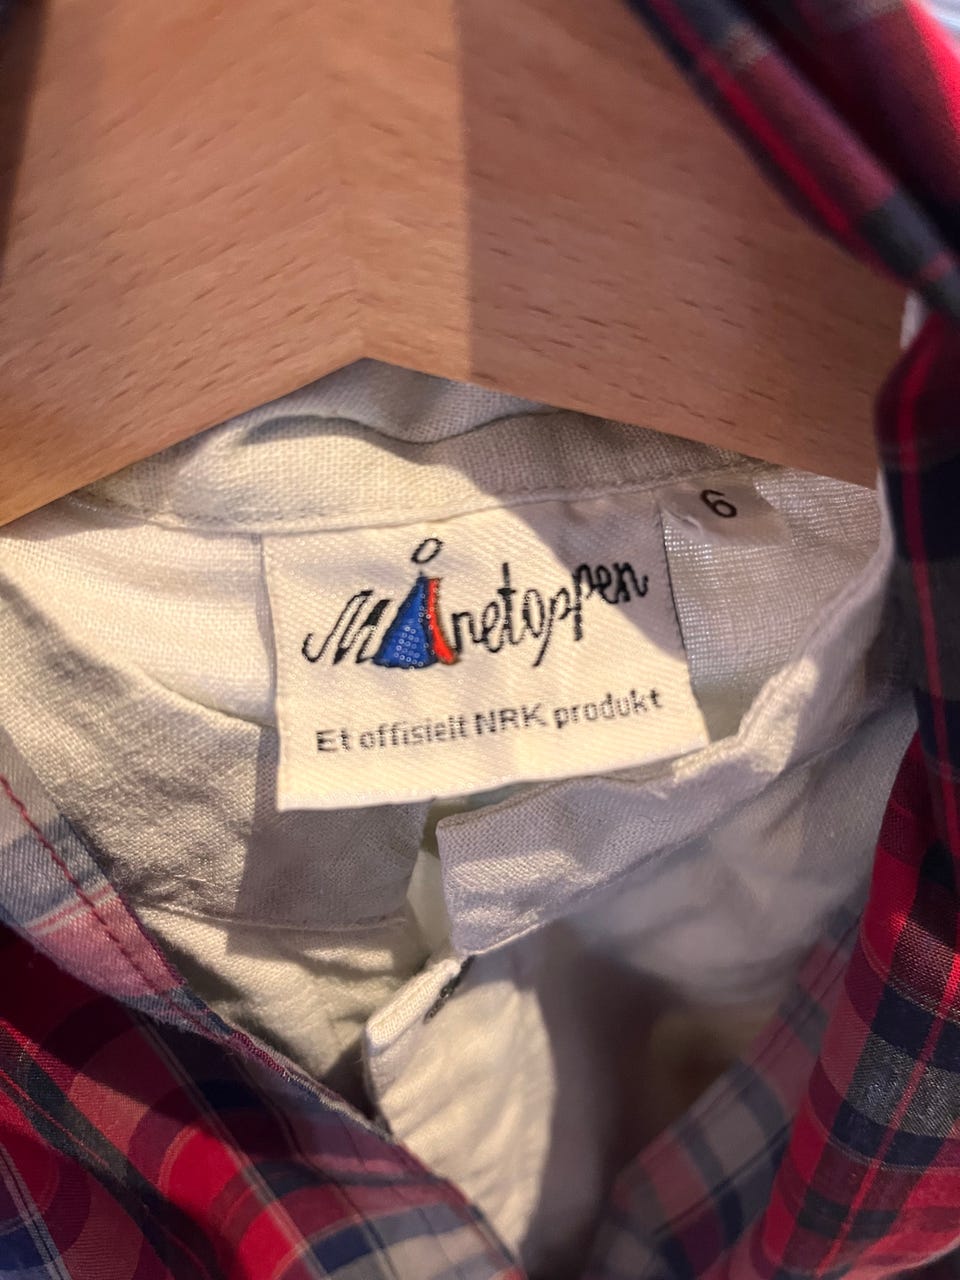 6
Månetoppen
Et offisielt NRK produkt